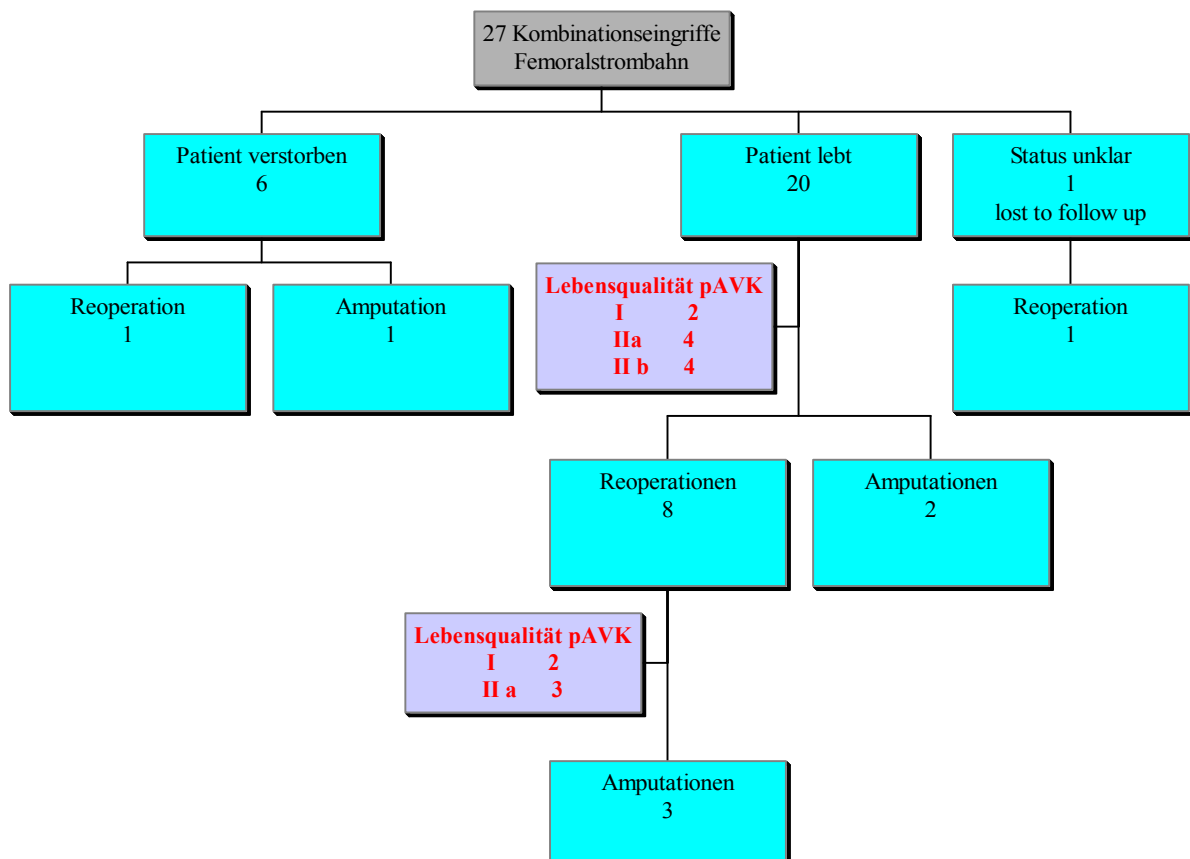 27 Kombinationseingriffe
Femoralstrombahn
Patient verstorben
6
Patient lebt
20
Status unklar
1
lost to follow up
Reoperation
1
Amputation
1
Lebensqualität pAVK
I 2
IIa 4
II b 4
Reoperation
1
Reoperationen
8
Amputationen
2
Lebensqualität pAVK
I 2
II a 3
Amputationen
3